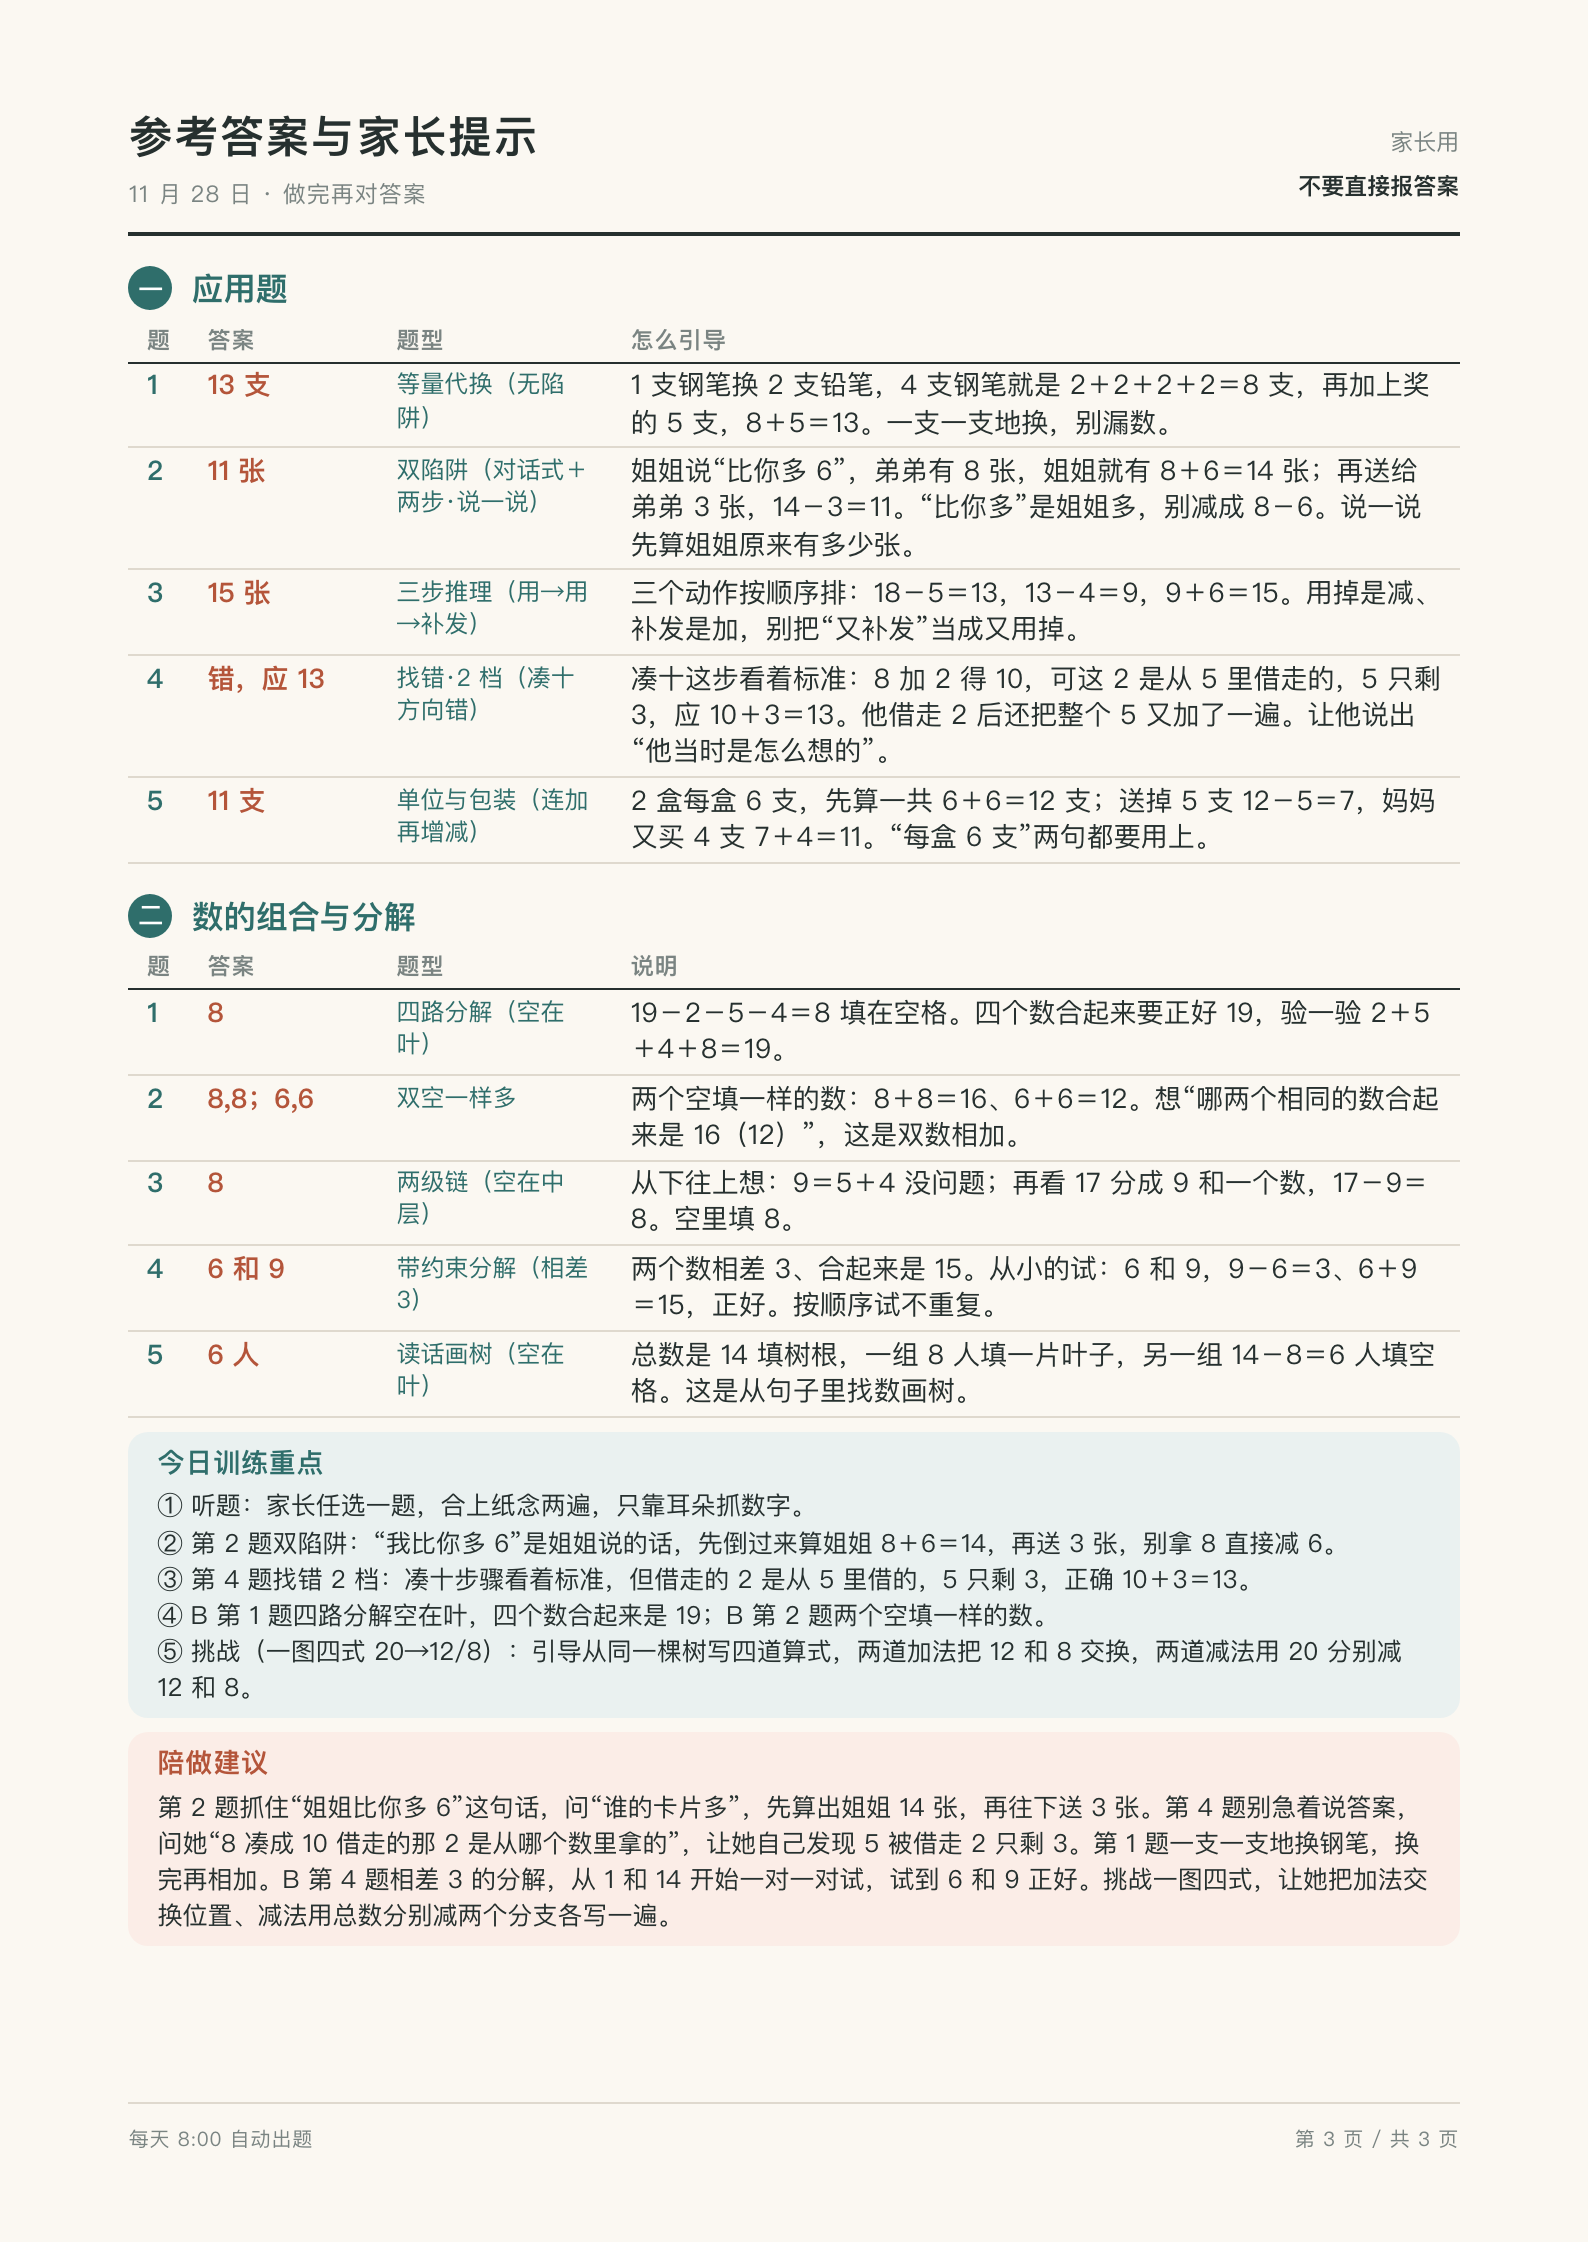 参考答案与家长提示
家长用
11 月 28 日 · 做完再对答案
不要直接报答案
一 应用题
题 答案 题型 怎么引导
1 13 支 等量代换（无陷阱） 1 支钢笔换 2 支铅笔，4 支钢笔就是 2＋2＋2＋2＝8 支，再加上奖
的 5 支，8＋5＝13。一支一支地换，别漏数。
2 11 张 双陷阱（对话式＋两步·说一说） 姐姐说“比你多 6”，弟弟有 8 张，姐姐就有 8＋6＝14 张；再送给
弟弟 3 张，14－3＝11。“比你多”是姐姐多，别减成 8－6。说一说
先算姐姐原来有多少张。
3 15 张 三步推理（用→用→补发） 三个动作按顺序排：18－5＝13，13－4＝9，9＋6＝15。用掉是减、
补发是加，别把“又补发”当成又用掉。
4 错，应 13 找错·2 档（凑十方向错） 凑十这步看着标准：8 加 2 得 10，可这 2 是从 5 里借走的，5 只剩
3，应 10＋3＝13。他借走 2 后还把整个 5 又加了一遍。让他说出
“他当时是怎么想的”。
5 11 支 单位与包装（连加再增减） 2 盒每盒 6 支，先算一共 6＋6＝12 支；送掉 5 支 12－5＝7，妈妈
又买 4 支 7＋4＝11。“每盒 6 支”两句都要用上。
二 数的组合与分解
题 答案 题型 说明
1 8 四路分解（空在叶） 19－2－5－4＝8 填在空格。四个数合起来要正好 19，验一验 2＋5
＋4＋8＝19。
2 8,8；6,6 双空一样多 两个空填一样的数：8＋8＝16、6＋6＝12。想“哪两个相同的数合起
来是 16（12）”，这是双数相加。
3 8 两级链（空在中层） 从下往上想：9＝5＋4 没问题；再看 17 分成 9 和一个数，17－9＝
8。空里填 8。
4 6 和 9 带约束分解（相差 3） 两个数相差 3、合起来是 15。从小的试：6 和 9，9－6＝3、6＋9
＝15，正好。按顺序试不重复。
5 6 人 读话画树（空在叶） 总数是 14 填树根，一组 8 人填一片叶子，另一组 14－8＝6 人填空
格。这是从句子里找数画树。
今日训练重点
① 听题：家长任选一题，合上纸念两遍，只靠耳朵抓数字。
② 第 2 题双陷阱：“我比你多 6”是姐姐说的话，先倒过来算姐姐 8＋6＝14，再送 3 张，别拿 8 直接减 6。
③ 第 4 题找错 2 档：凑十步骤看着标准，但借走的 2 是从 5 里借的，5 只剩 3，正确 10＋3＝13。
④ B 第 1 题四路分解空在叶，四个数合起来是 19；B 第 2 题两个空填一样的数。
⑤ 挑战（一图四式 20→12/8）：引导从同一棵树写四道算式，两道加法把 12 和 8 交换，两道减法用 20 分别减
12 和 8。
陪做建议
第 2 题抓住“姐姐比你多 6”这句话，问“谁的卡片多”，先算出姐姐 14 张，再往下送 3 张。第 4 题别急着说答案，
问她“8 凑成 10 借走的那 2 是从哪个数里拿的”，让她自己发现 5 被借走 2 只剩 3。第 1 题一支一支地换钢笔，换
完再相加。B 第 4 题相差 3 的分解，从 1 和 14 开始一对一对试，试到 6 和 9 正好。挑战一图四式，让她把加法交
换位置、减法用总数分别减两个分支各写一遍。
每天 8:00 自动出题
第 3 页 / 共 3 页